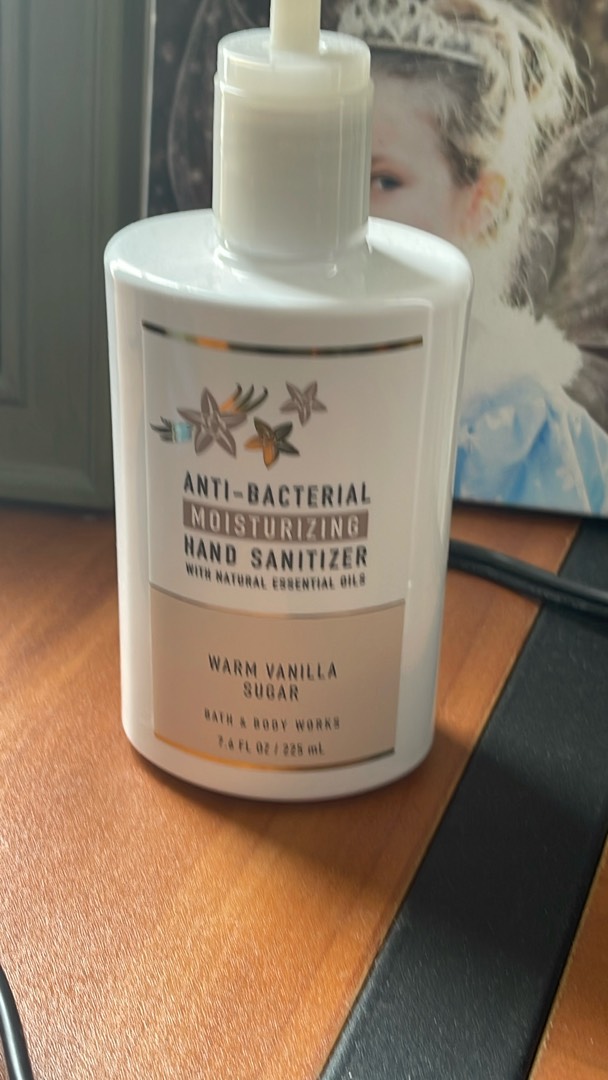 ANTI-BACTERIAL
MOISTURIZING
HAND SANITIZER
WITH NATURAL ESSENTIAL OILS
WARM VANILLA
SUGAR
BATH & BODY WORKS
7.6 FL OZ / 225 mL